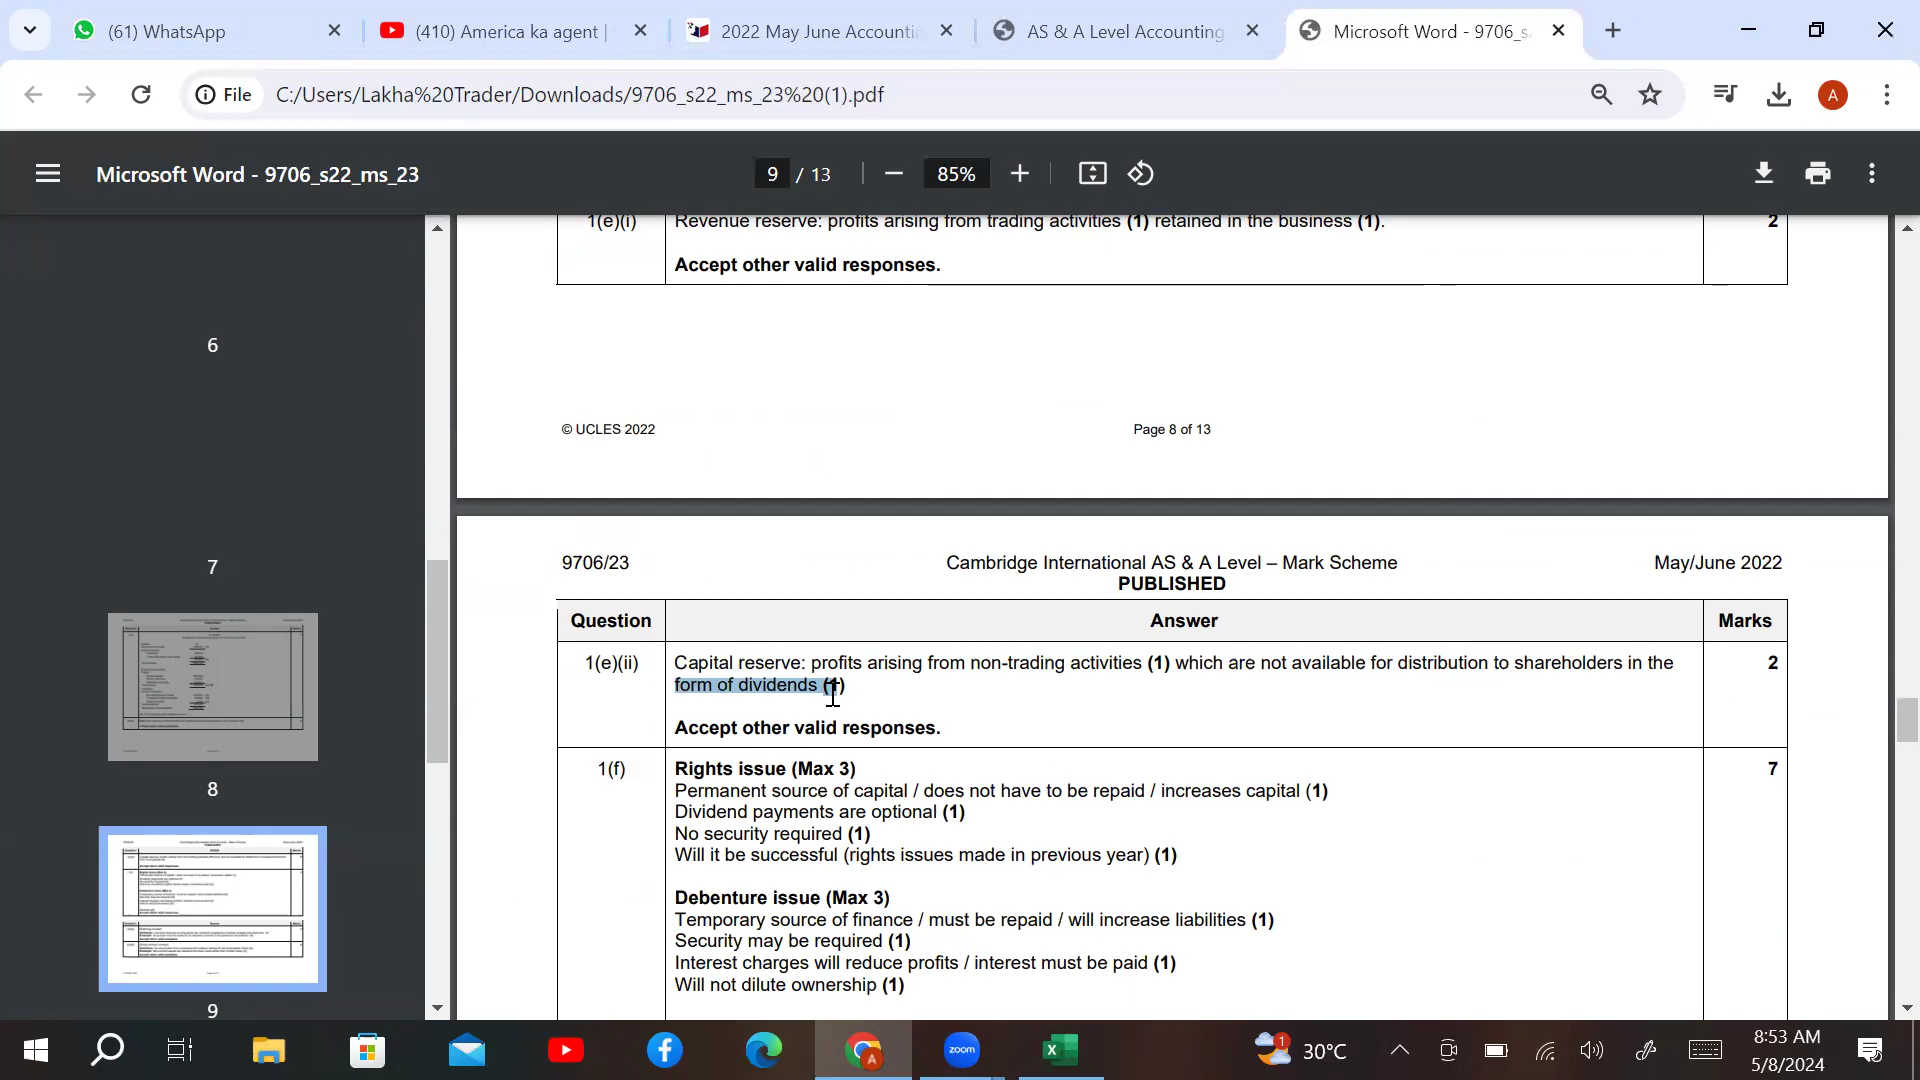 (61) WhatsApp
(410) America ka agent |
2022 May June Accounti
AS & A Level Accounting
Microsoft Word - 9706_s
File
C:/Users/Lakha%20Trader/Downloads/9706_s22_ms_23%20(1).pdf
A
Microsoft Word - 9706_s22_ms_23
9 / 13
85%
6
7
8
9
1(e)(i)
Revenue reserve: profits arising from trading activities (1) retained in the business (1).
2
Accept other valid responses.
© UCLES 2022
Page 8 of 13
9706/23
Cambridge International AS & A Level – Mark Scheme
May/June 2022
PUBLISHED
Question
Answer
Marks
1(e)(ii)
Capital reserve: profits arising from non-trading activities (1) which are not available for distribution to shareholders in the
2
form of dividends (1)
Accept other valid responses.
1(f)
Rights issue (Max 3)
7
Permanent source of capital / does not have to be repaid / increases capital (1)
Dividend payments are optional (1)
No security required (1)
Will it be successful (rights issues made in previous year) (1)
Debenture issue (Max 3)
Temporary source of finance / must be repaid / will increase liabilities (1)
Security may be required (1)
Interest charges will reduce profits / interest must be paid (1)
Will not dilute ownership (1)
A
zoom
1
30°C
8:53 AM
5/8/2024